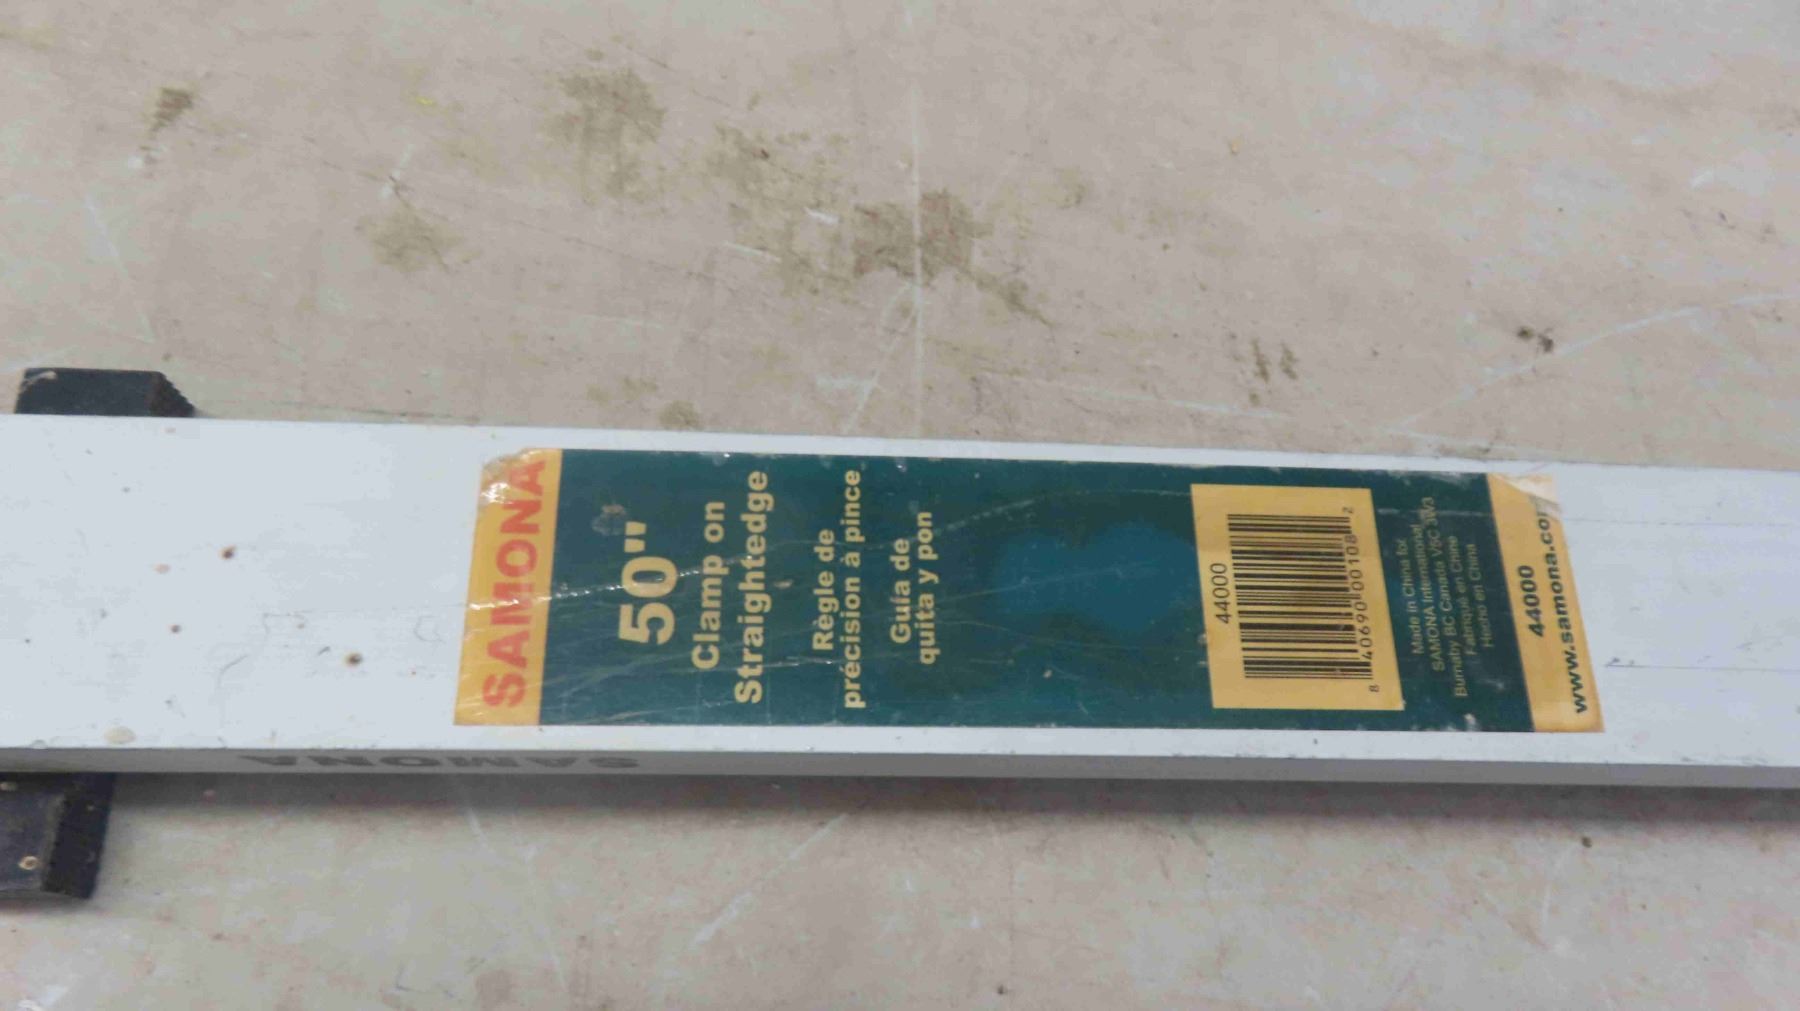 SAMONA
50"
Clamp on
Straightedge
Règle de
précision à pince
Guía de
quita y pon
44000
8 40690 00108 2
Made in China for
SAMONA International
Burnaby BC Canada V5C 3W3
Fabriqué en Chine
Hecho en China
44000
www.samona.com
SAMONA